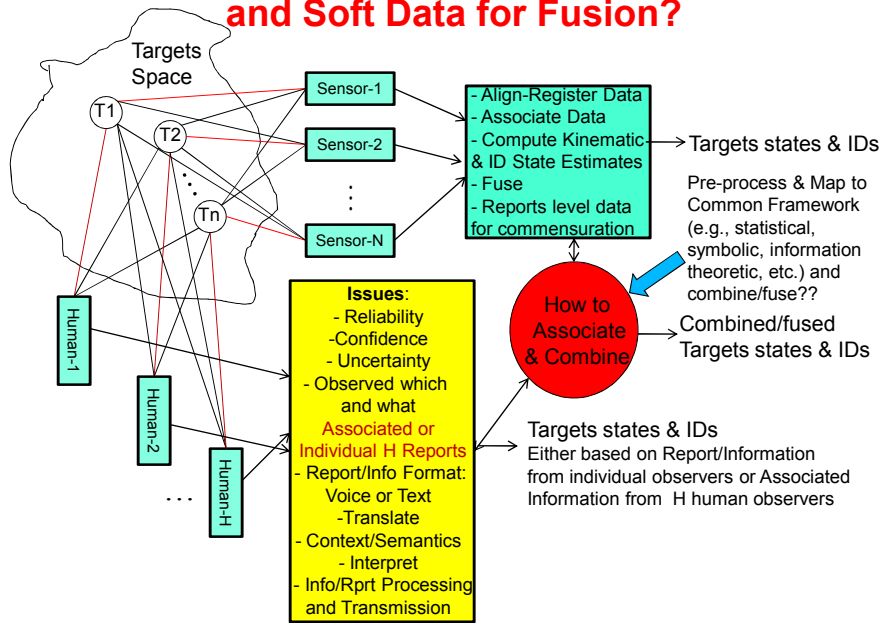 and Soft Data for Fusion?
Targets
Space
T1
T2
Tn
Sensor-1
Sensor-2
⋮
Sensor-N
- Align-Register Data
- Associate Data
- Compute Kinematic
& ID State Estimates
- Fuse
- Reports level data
for commensuration
Targets states & IDs
Pre-process & Map to
Common Framework
(e.g., statistical,
symbolic, information
theoretic, etc.) and
combine/fuse??
How to
Associate
& Combine
Combined/fused
Targets states & IDs
Human-1
Human-2
...
Human-H
Issues:
- Reliability
-Confidence
- Uncertainty
- Observed which
and what
Associated or
Individual H Reports
- Report/Info Format:
Voice or Text
-Translate
- Context/Semantics
- Interpret
- Info/Rprt Processing
and Transmission
Targets states & IDs
Either based on Report/Information
from individual observers or Associated
Information from H human observers